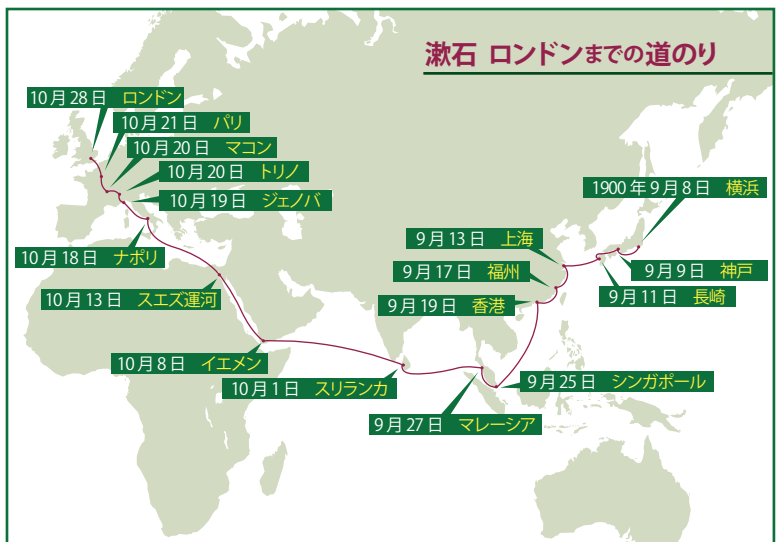 漱石 ロンドンまでの道のり
1900年9月8日 横浜
9月9日 神戸
9月11日 長崎
9月13日 上海
9月17日 福州
9月19日 香港
9月25日 シンガポール
9月27日 マレーシア
10月1日 スリランカ
10月8日 イエメン
10月13日 スエズ運河
10月18日 ナポリ
10月19日 ジェノバ
10月20日 トリノ
10月20日 マコン
10月21日 パリ
10月28日 ロンドン